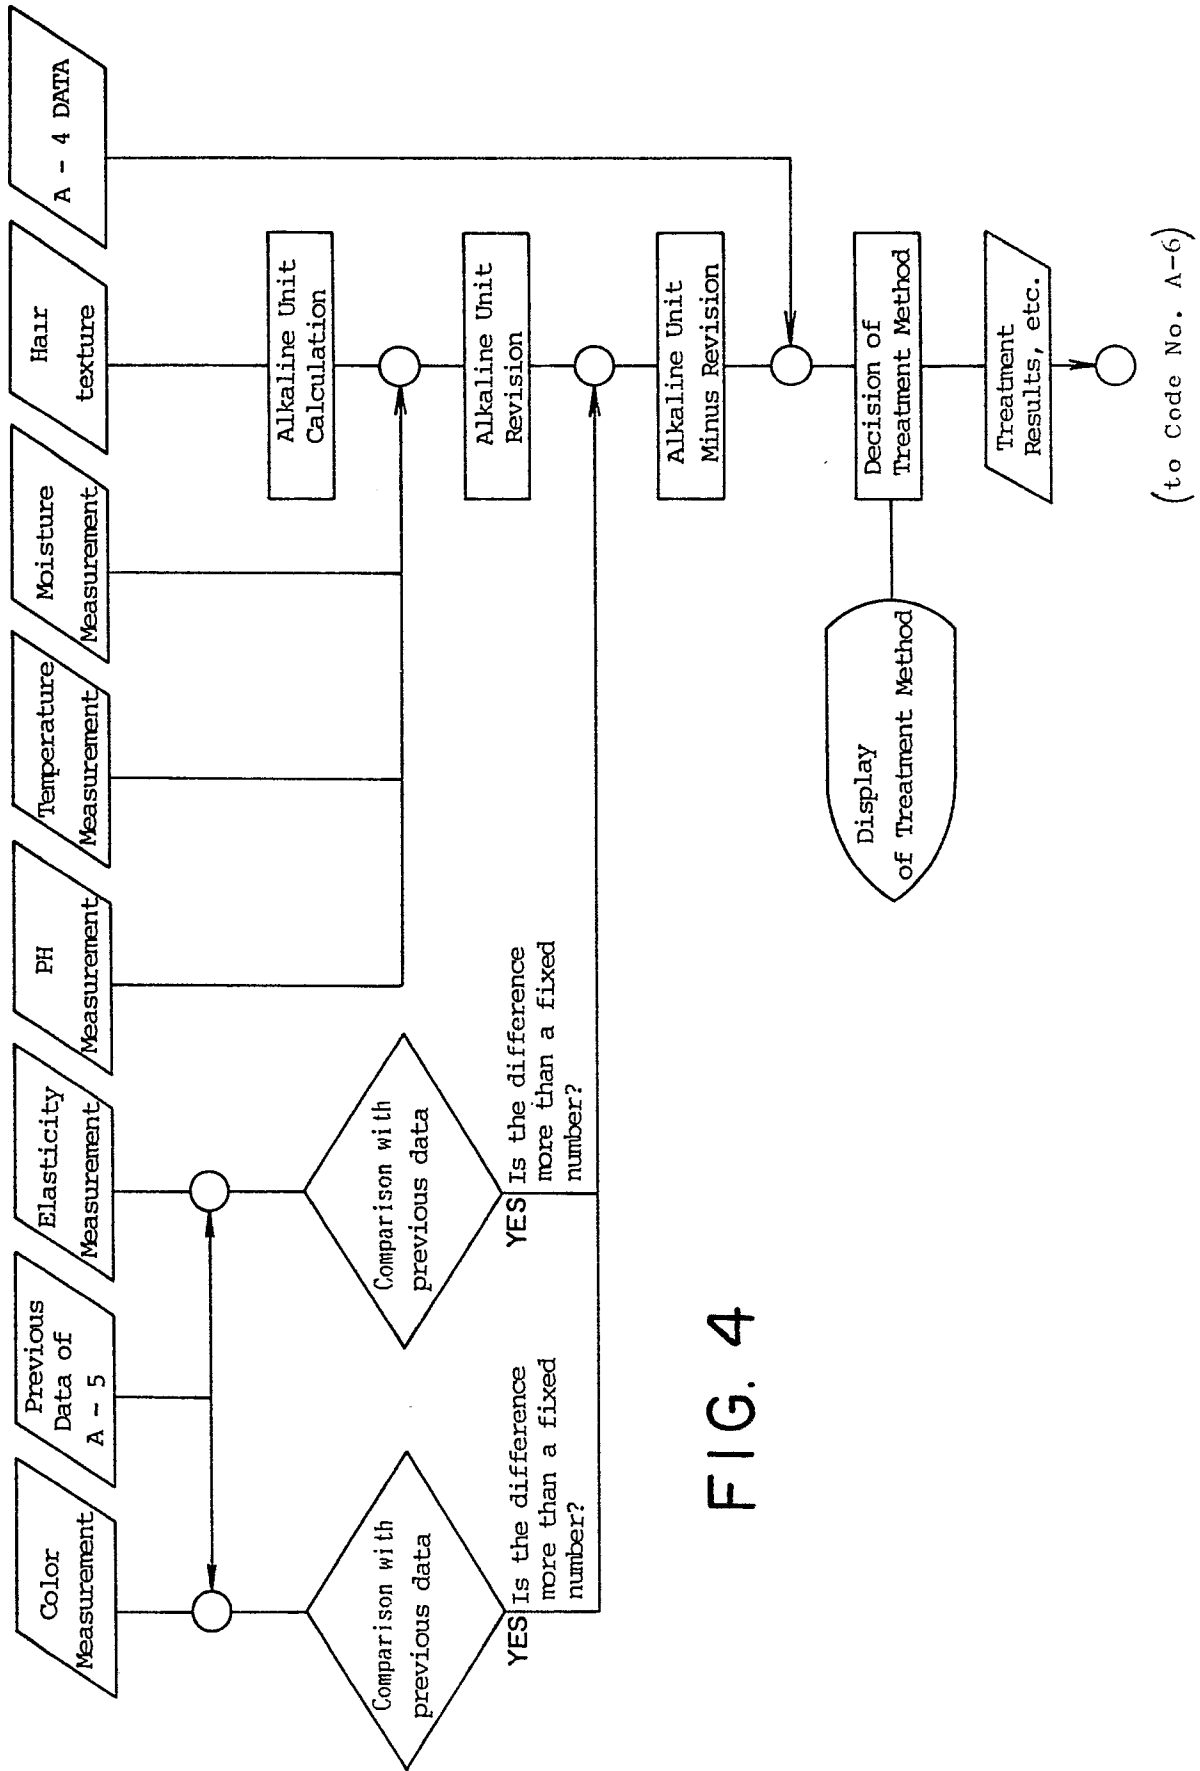 Color
Measurement
Previous
Data of
A - 5
Elasticity
Measurement
PH
Measurement
Temperature
Measurement
Moisture
Measurement
Hair
texture
A - 4 DATA
Alkaline Unit
Calculation
Comparison with
previous data
Comparison with
previous data
Alkaline Unit
Revision
YES Is the difference
more than a fixed
number?
YES Is the difference
more than a fixed
number?
Alkaline Unit
Minus Revision
Display
of Treatment Method
Decision of
Treatment Method
Treatment
Results, etc.
(to Code No. A-6)
FIG. 4